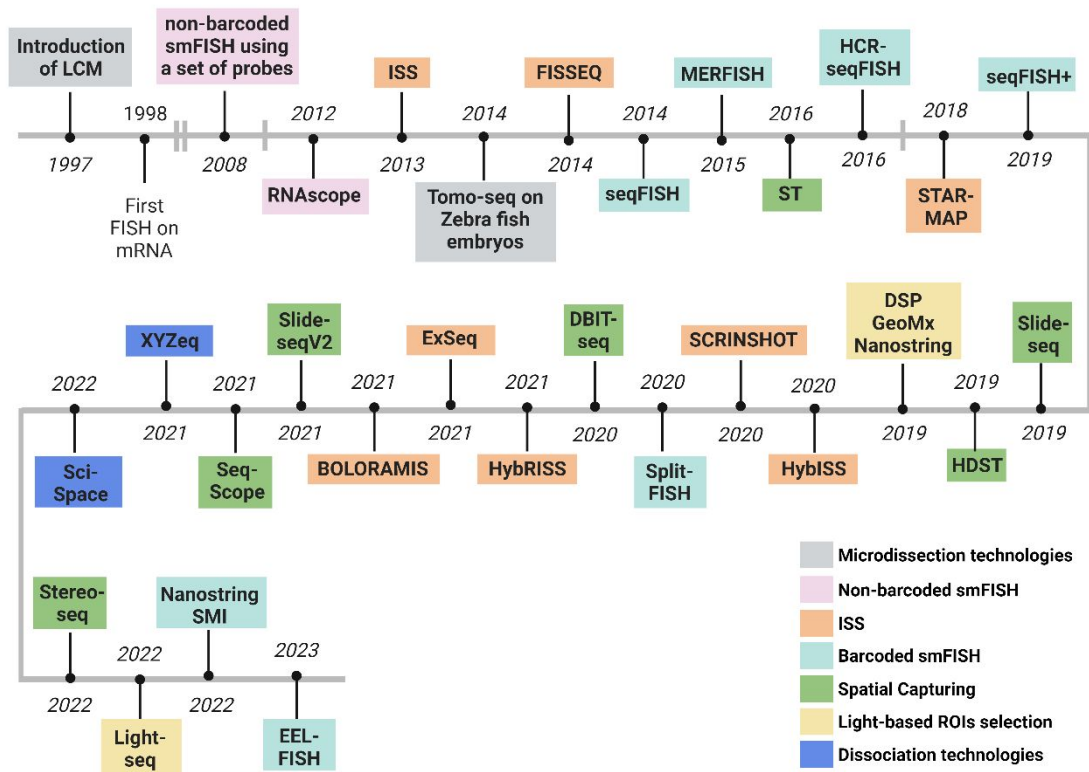 Introduction
of LCM
1997
1998
First
FISH on
mRNA
non-barcoded
smFISH using
a set of probes
2008
2012
RNAscope
ISS
2013
2014
Tomo-seq on
Zebra fish
embryos
FISSEQ
2014
2014
seqFISH
MERFISH
2015
2016
ST
HCR-
seqFISH
2016
2018
STAR-
MAP
seqFISH+
2019
Slide-
seq
2019
2019
HDST
DSP
GeoMx
Nanostring
2019
2020
HybISS
SCRINSHOT
2020
2020
Split-
FISH
DBIT-
seq
2020
2021
HybRISS
ExSeq
2021
2021
BOLORAMIS
Slide-
seqV2
2021
2021
Seq-
Scope
XYZeq
2021
2022
Sci-
Space
Stereo-
seq
2022
2022
Light-
seq
Nanostring
SMI
2022
2023
EEL-
FISH
Microdissection technologies
Non-barcoded smFISH
ISS
Barcoded smFISH
Spatial Capturing
Light-based ROIs selection
Dissociation technologies